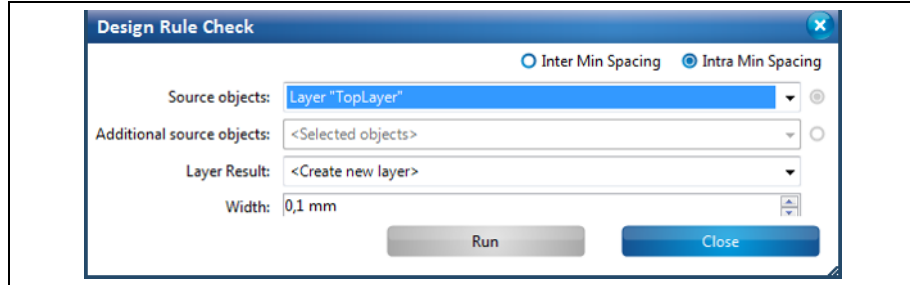 Design Rule Check
Inter Min Spacing Intra Min Spacing
Source objects: Layer "TopLayer"
Additional source objects: <Selected objects>
Layer Result: <Create new layer>
Width: 0,1 mm
Run Close